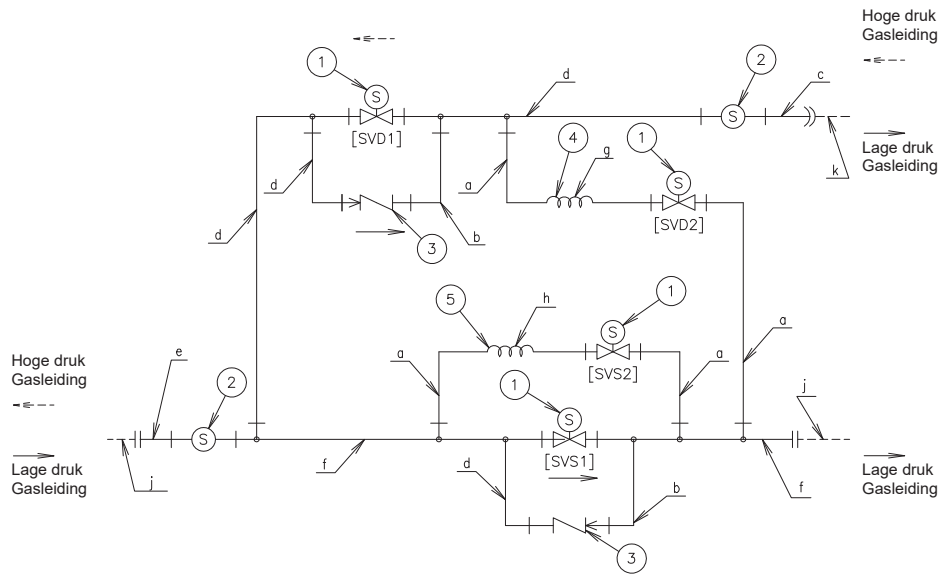 Hoge druk
Gasleiding
1
2
d
c
S
S
[SVD1]
Lage druk
Gasleiding
k
4
1
d
a
g
S
[SVD2]
d
b
3
5
h
1
S
a
[SVS2]
a
a
Hoge druk
Gasleiding
e
2
1
j
S
S
[SVS1]
Lage druk
Gasleiding
j
f
d
b
f
Lage druk
Gasleiding
3